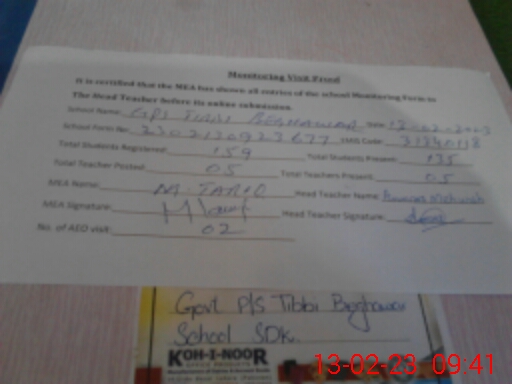 Monitoring Visit Proof
It is certified that the MEA has shown all entries of the school Monitoring Form to
The Head Teacher before its online submission.
School Name: GPS TIBBI Date:
School Form No: 2302130923677 EMIS Code:
Total Students Registered: 159 Total Students Present: 135
Total Teacher Posted: 05 Total Teachers Present: 05
MEA Name: M. TARIQ Head Teacher Name:
MEA Signature: Head Teacher Signature:
No. of AEO visit: 02
Govt P/S Tibbi
School SDK.
KOH-I-NOOR
13-02-23 09:41